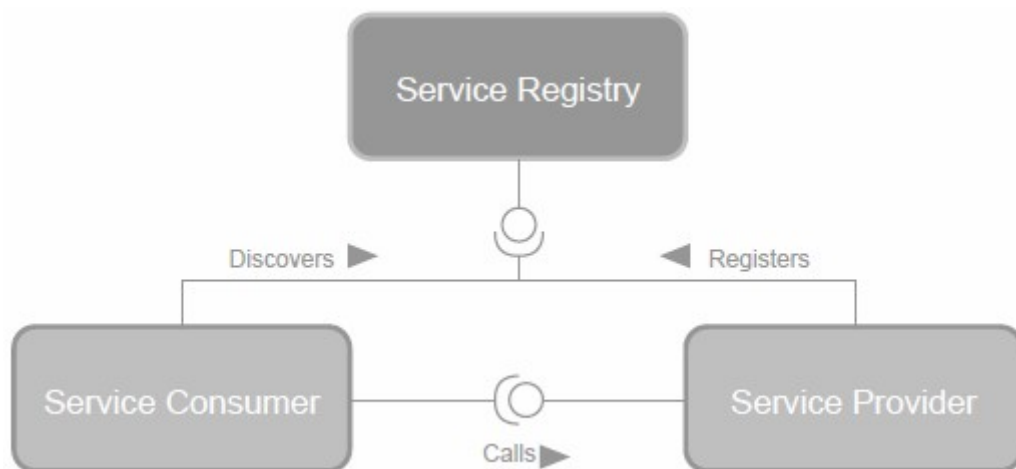 Service Registry
Discovers
Registers
Service Consumer
Service Provider
Calls